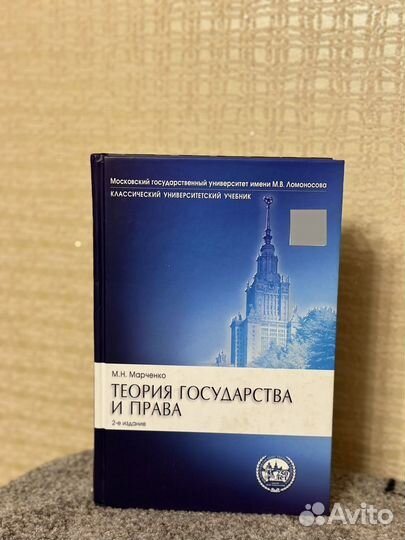 Московский государственный университет имени М.В. Ломоносова
КЛАССИЧЕСКИЙ УНИВЕРСИТЕТСКИЙ УЧЕБНИК
М.Н. Марченко
ТЕОРИЯ ГОСУДАРСТВА
И ПРАВА
2-е издание
Avito